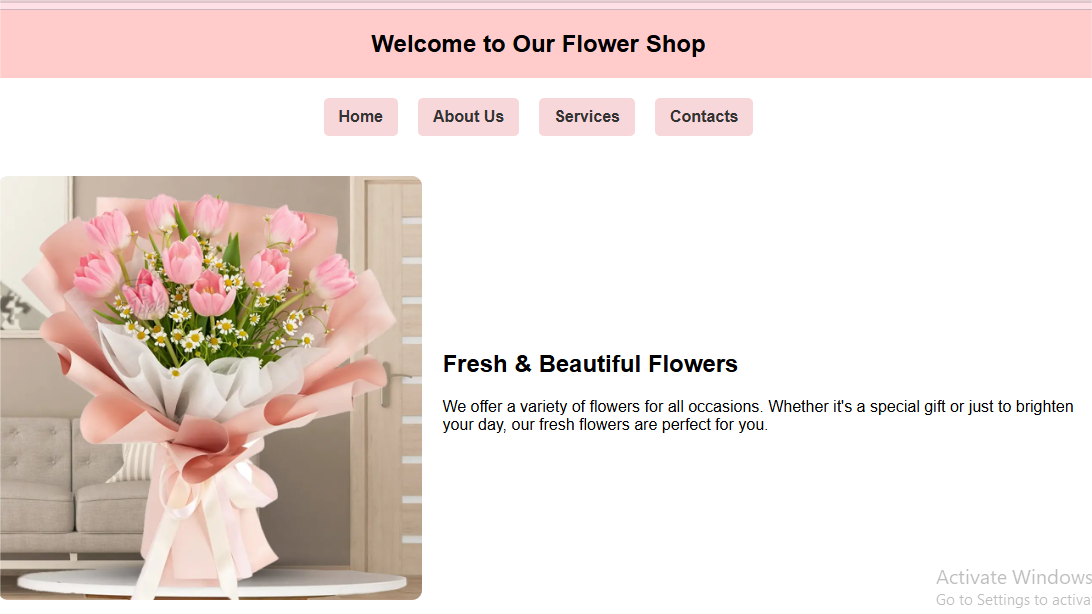 Welcome to Our Flower Shop
Home
About Us
Services
Contacts
Fresh & Beautiful Flowers
We offer a variety of flowers for all occasions. Whether it's a special gift or just to brighten
your day, our fresh flowers are perfect for you.
Activate Windows
Go to Settings to activa